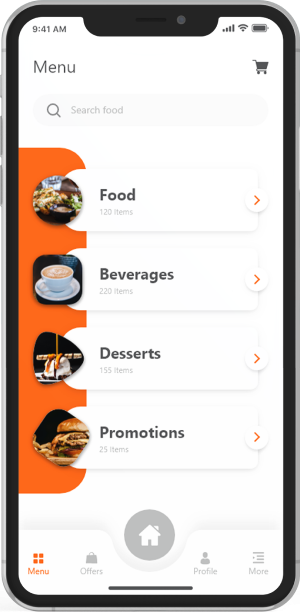 9:41 AM
Menu
Search food
Food
120 Items
Beverages
220 Items
Desserts
155 Items
Promotions
25 Items
Menu
Offers
Profile
More